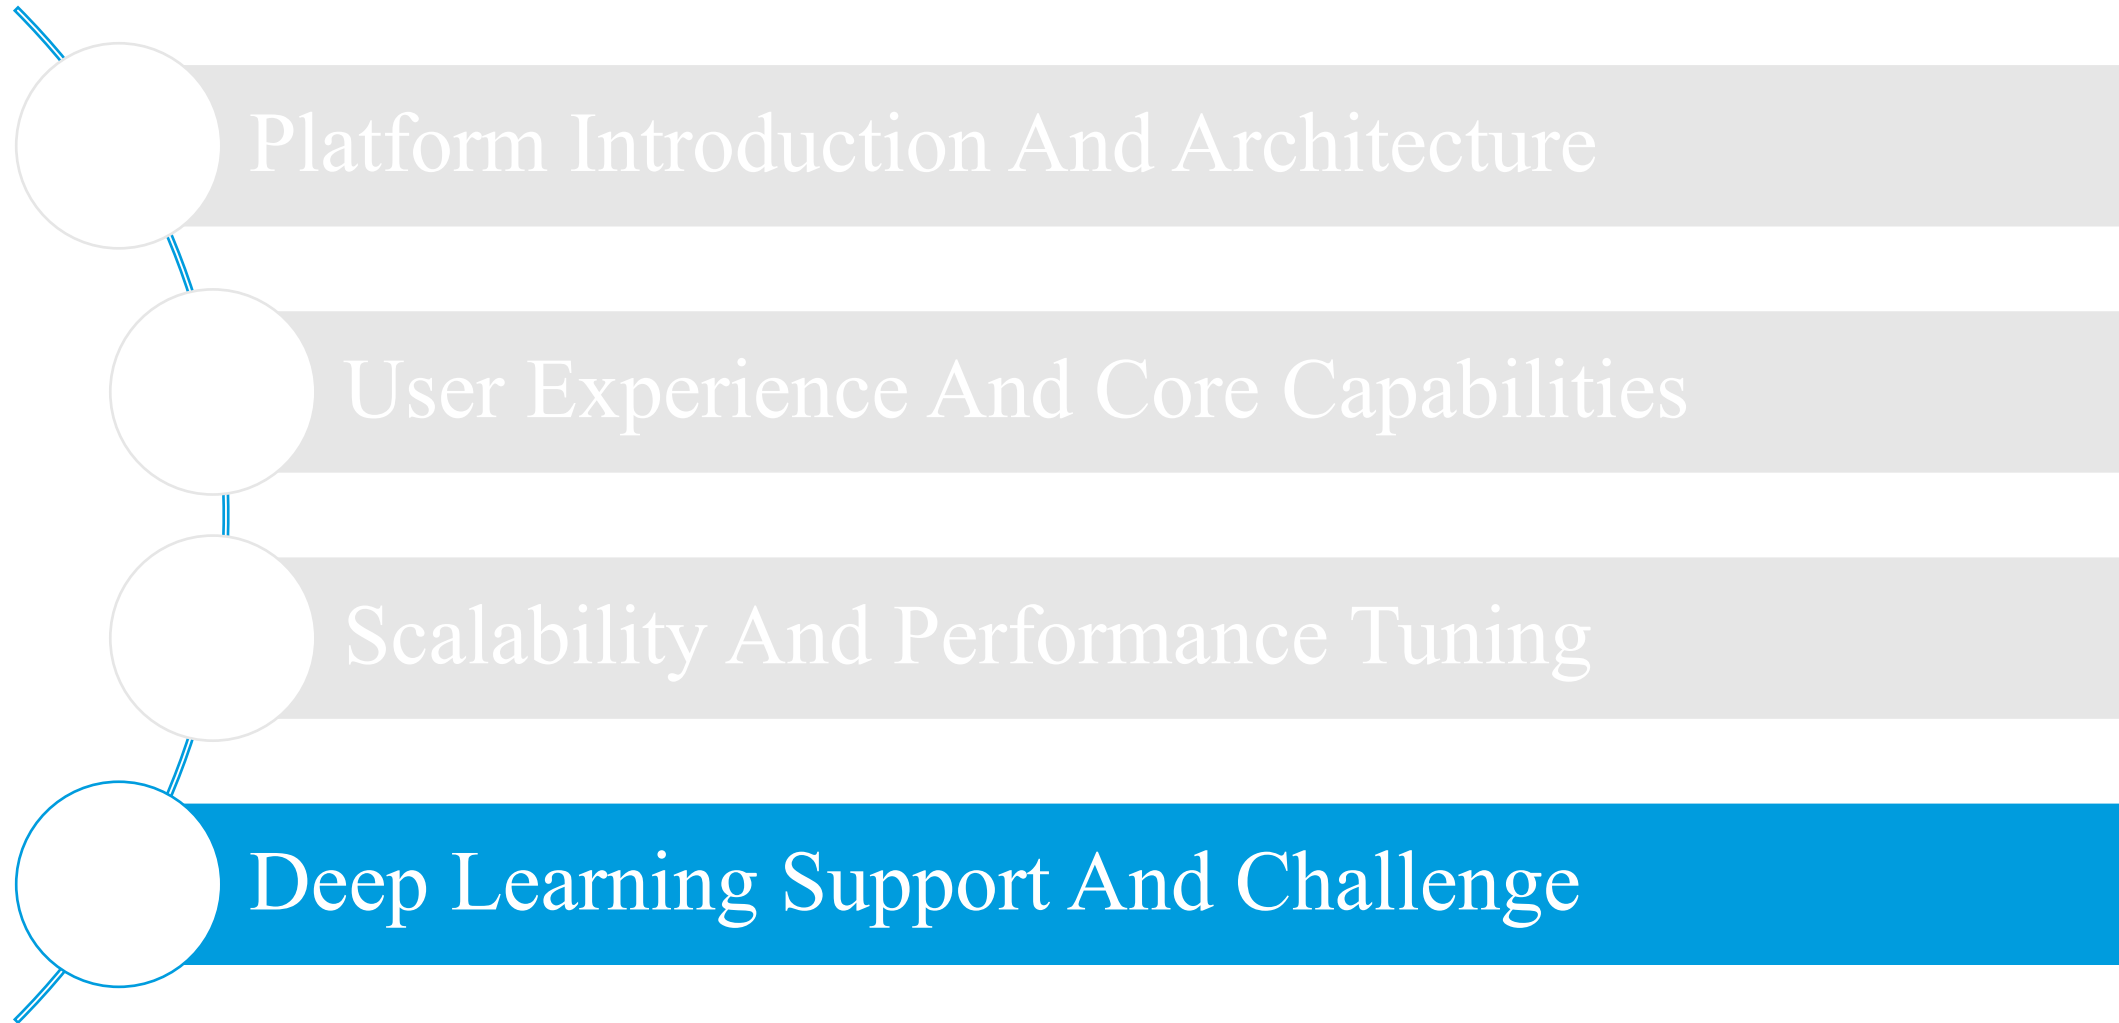 Platform Introduction And Architecture
User Experience And Core Capabilities
Scalability And Performance Tuning
Deep Learning Support And Challenge